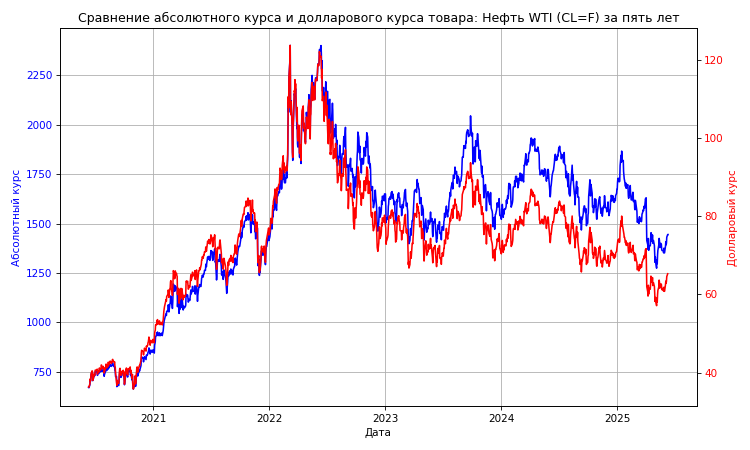 Сравнение абсолютного курса и долларового курса товара: Нефть WTI (CL=F) за пять лет
Абсолютный курс
2250
2000
1750
1500
1250
1000
750
120
100
80
60
40
Долларовый курс
2021 2022 2023 2024 2025
Дата